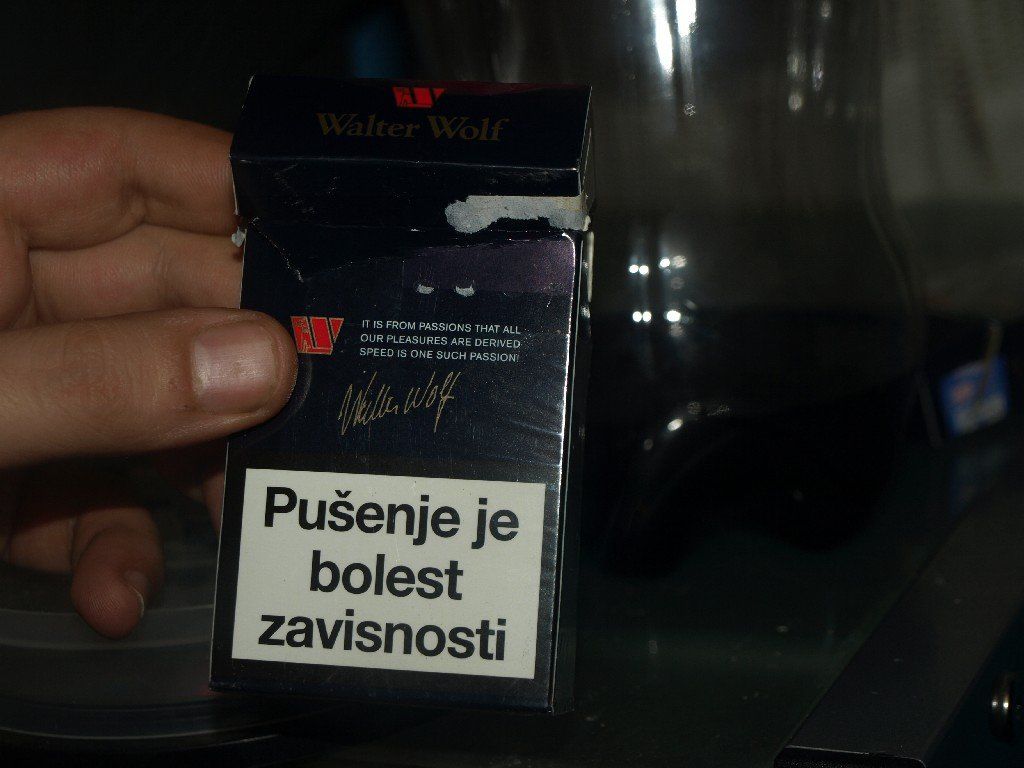 Walter Wolf
IT IS FROM PASSIONS THAT ALL
OUR PLEASURES ARE DERIVED
SPEED IS ONE SUCH PASSION!
Walter Wolf
Pušenje je
bolest
zavisnosti